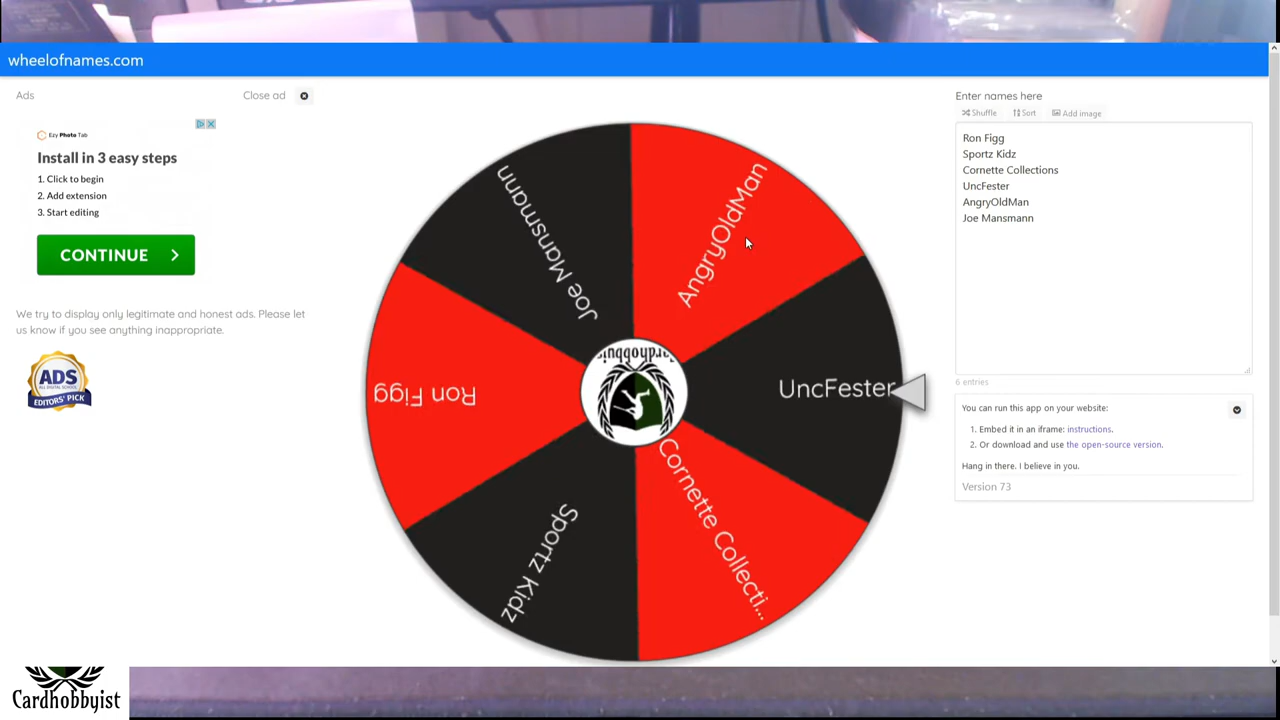 wheelofnames.com
Ads
Close ad
Ezy Photo Tab
Install in 3 easy steps
1. Click to begin
2. Add extension
3. Start editing
CONTINUE
We try to display only legitimate and honest ads. Please let
us know if you see anything inappropriate.
ADS
ALL DIGITAL SCHOOL
EDITORS' PICK
Joe Mansmann
AngryOldMan
Ron Figg
Cardhobbyist
UncFester
Sportz Kidz
Cornette Collecti...
Enter names here
Shuffle
Sort
Add image
Ron Figg
Sportz Kidz
Cornette Collections
UncFester
AngryOldMan
Joe Mansmann
6 entries
You can run this app on your website:
1. Embed it in an iframe: instructions.
2. Or download and use the open-source version.
Hang in there. I believe in you.
Version 73
Cardhobbyist